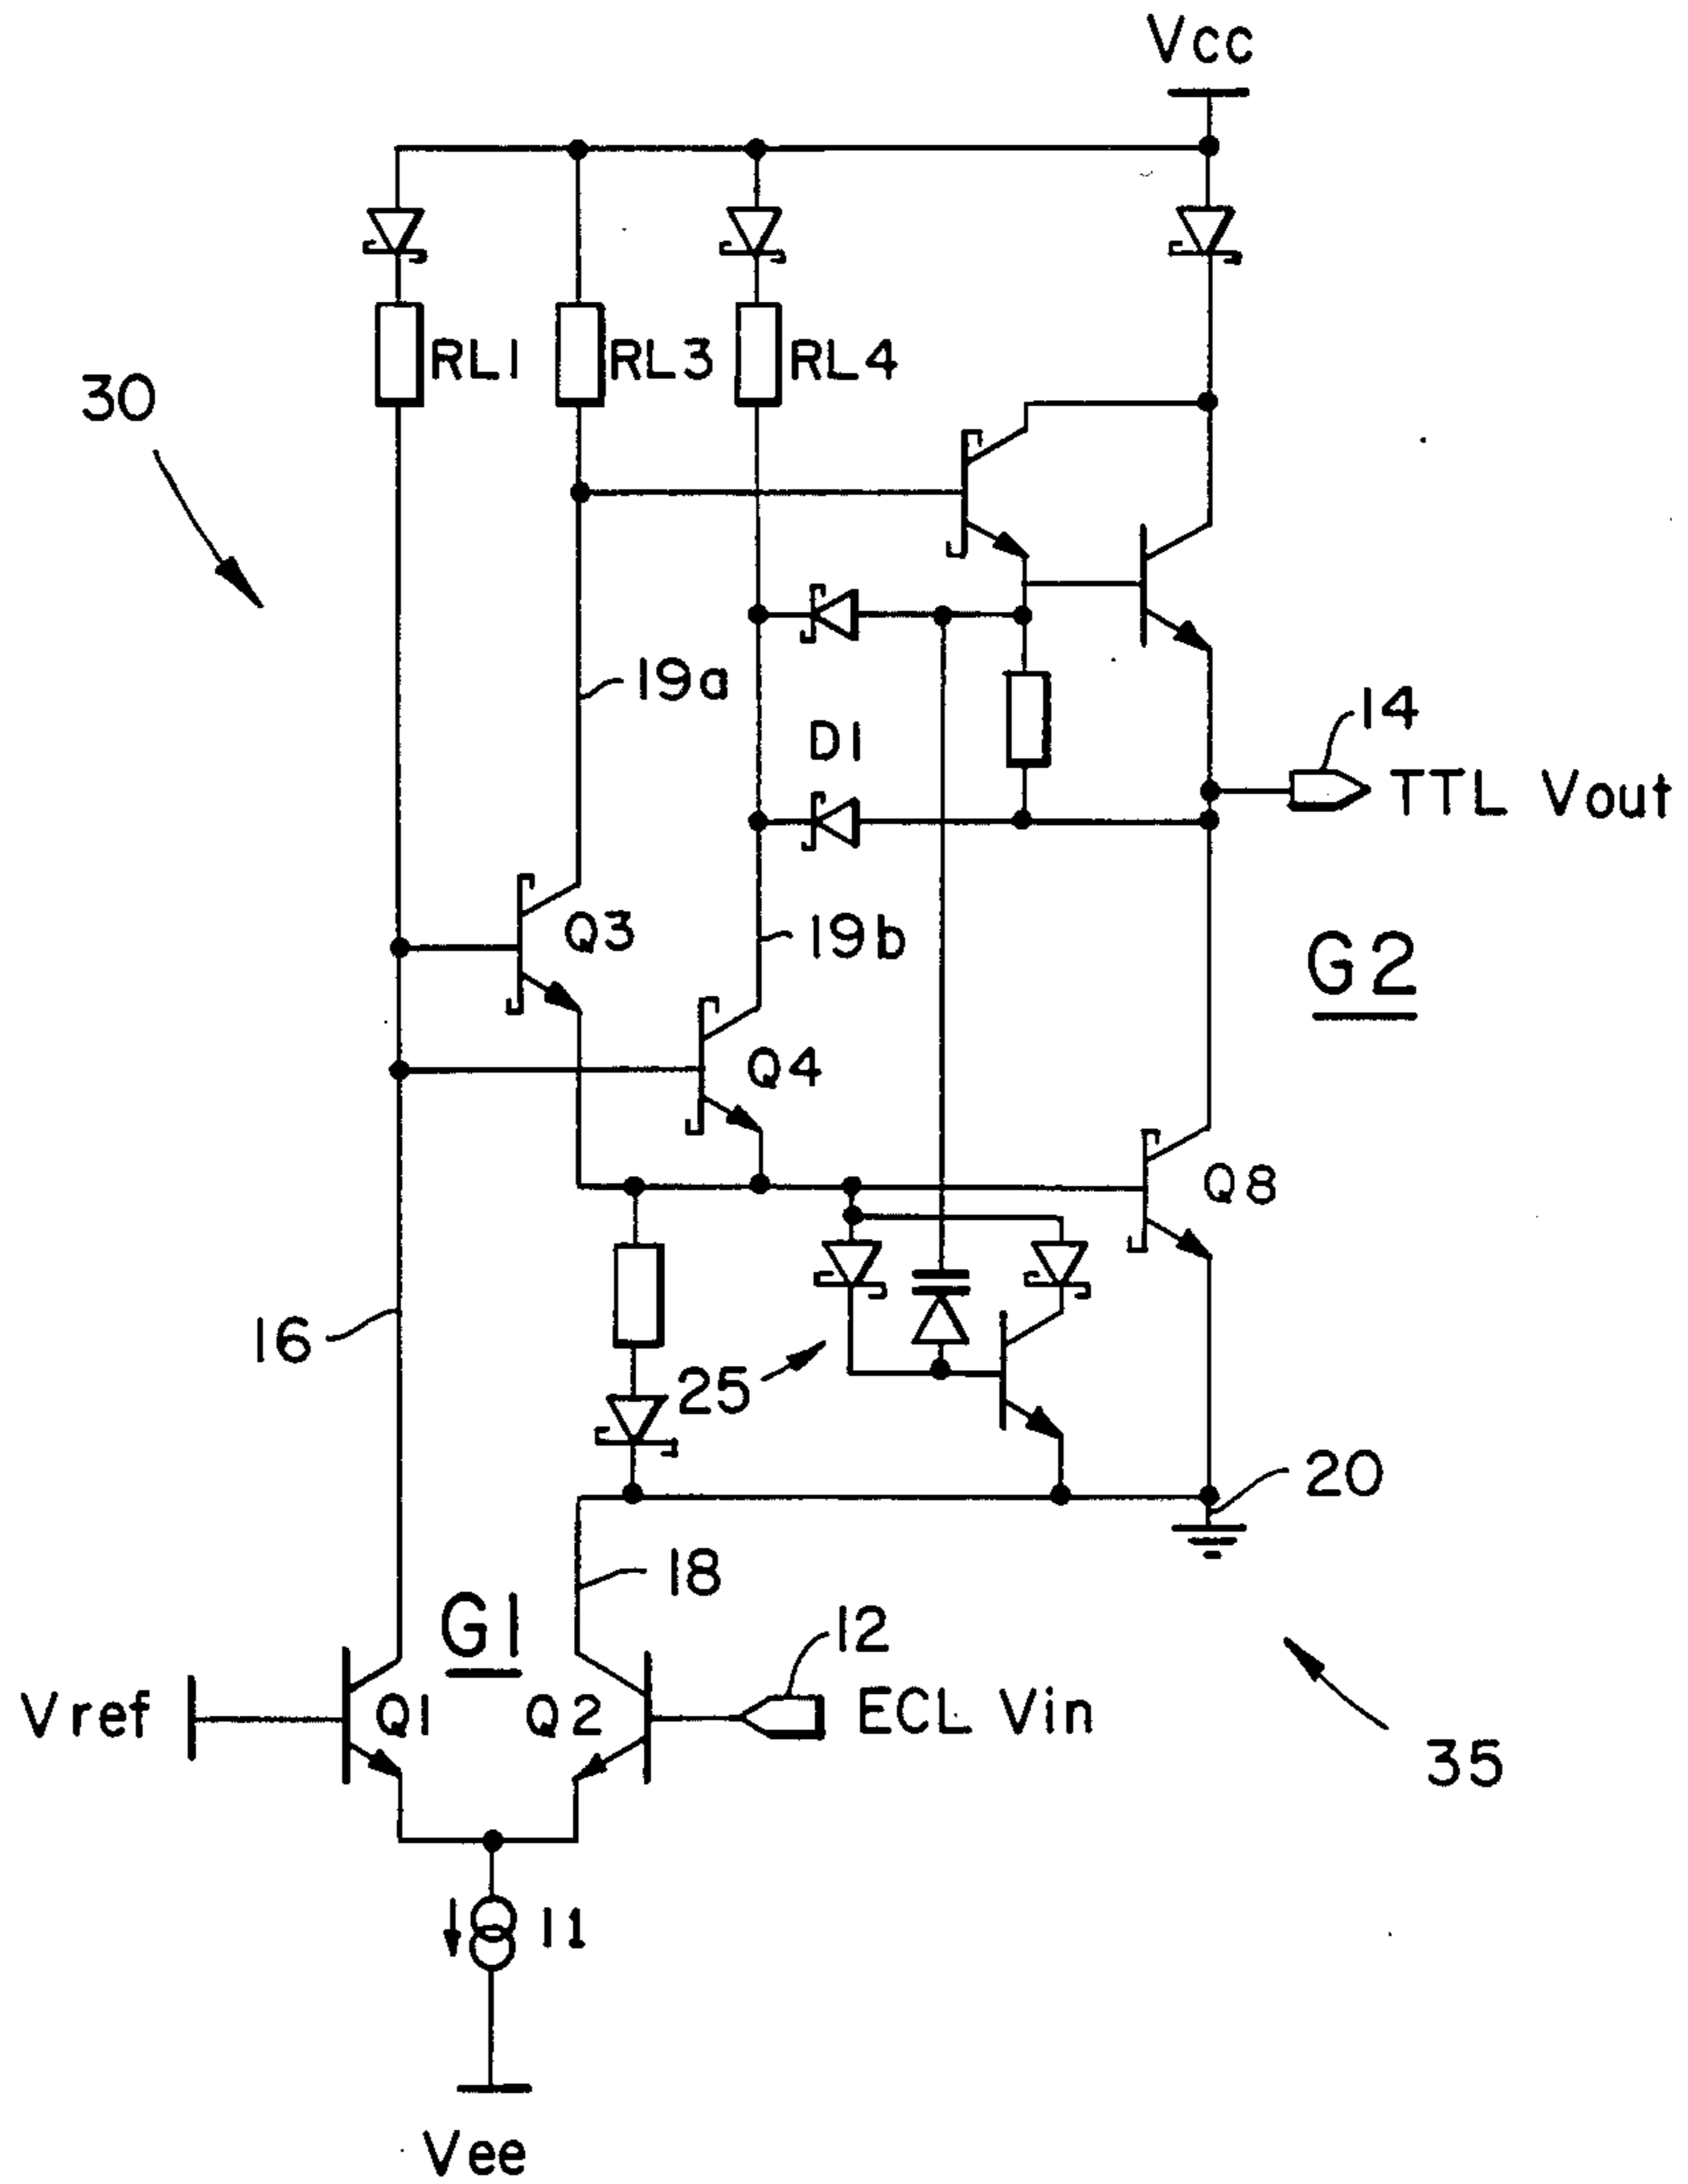 Vcc
RL1
RL3
RL4
30
19a
D1
14
TTL Vout
Q3
19b
G2
Q4
Q8
16
25
20
18
G1
12
Vref
Q1
Q2
ECL Vin
35
I1
Vee